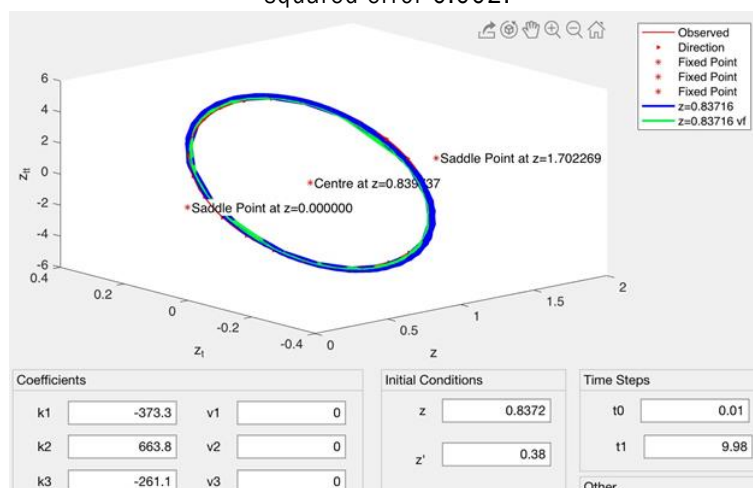 squared error 0.002.
Observed
Direction
Fixed Point
Fixed Point
Fixed Point
z=0.83716
z=0.83716 vf
6
4
2
0
-2
-4
-6
z_tt
Saddle Point at z=1.702269
Centre at z=0.839737
Saddle Point at z=0.000000
0.4
0.2
0
-0.2
-0.4
z_t
0
0.5
1
1.5
2
z
Coefficients
k1 -373.3 v1 0
k2 663.8 v2 0
k3 -261.1 v3 0
Initial Conditions
z 0.8372
z' 0.38
Time Steps
t0 0.01
t1 9.98
Other